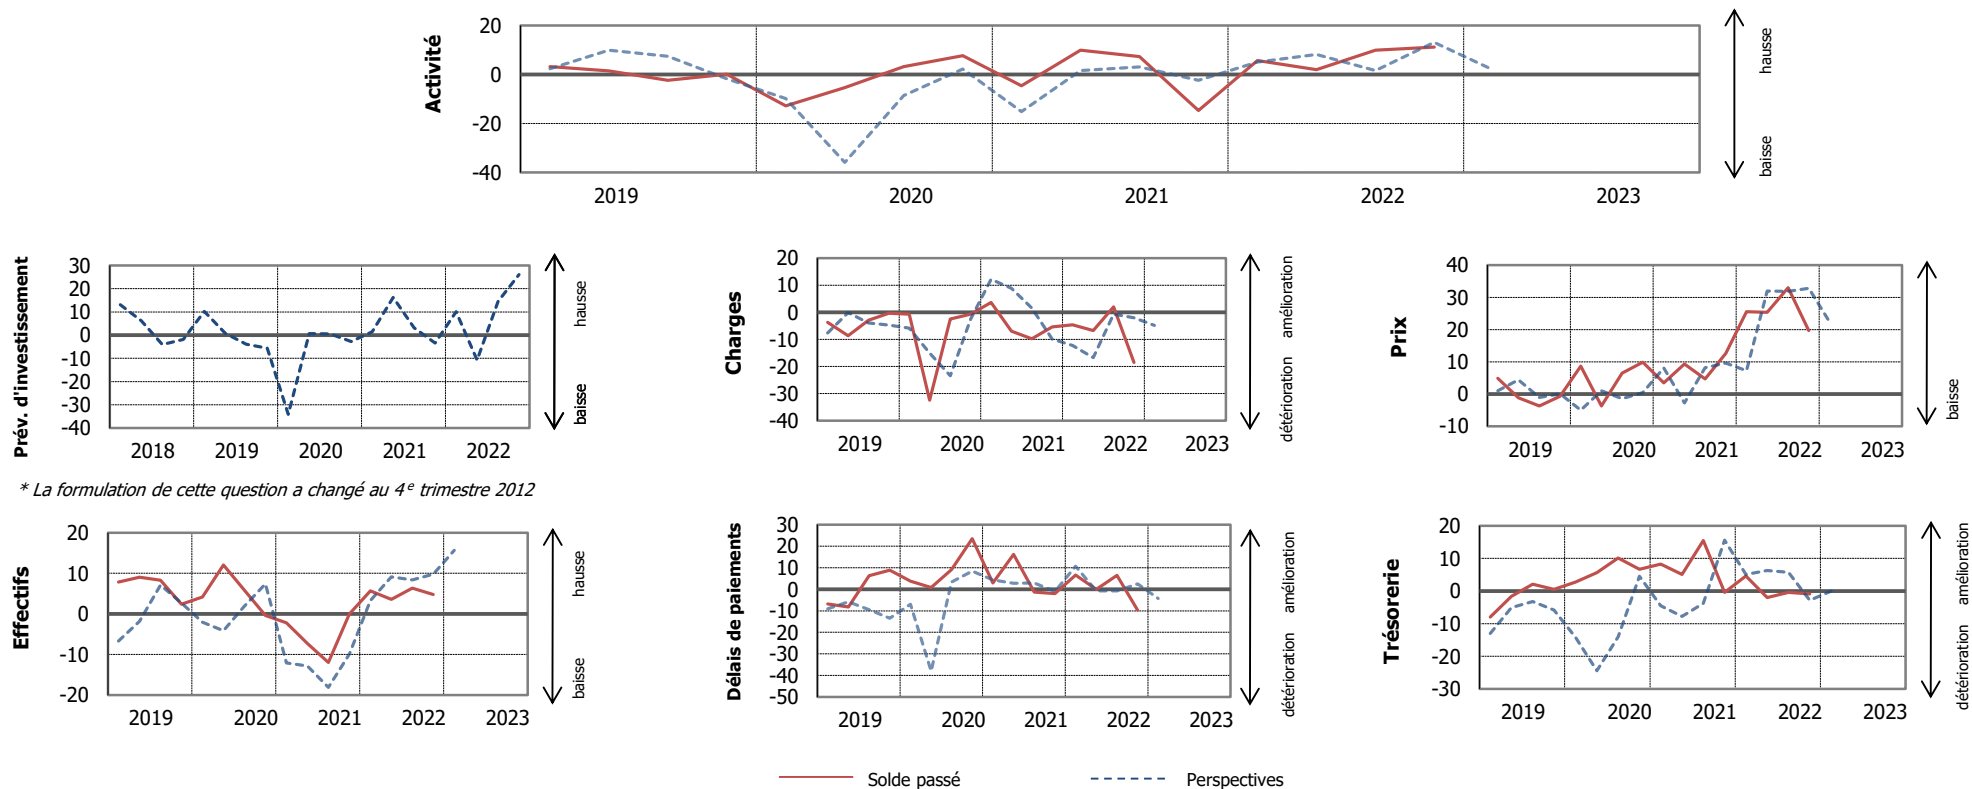 Activité
20
0
-20
-40
2019 2020 2021 2022 2023
hausse
baisse
Prév. d'investissement
30
20
10
0
-10
-20
-30
-40
2018 2019 2020 2021 2022
hausse
baisse
Charges
20
10
0
-10
-20
-30
-40
2019 2020 2021 2022 2023
amélioration
détérioration
Prix
40
30
20
10
0
-10
2019 2020 2021 2022 2023
baisse
* La formulation de cette question a changé au 4e trimestre 2012
Effectifs
20
10
0
-10
-20
2019 2020 2021 2022 2023
hausse
baisse
Délais de paiements
30
20
10
0
-10
-20
-30
-40
-50
2019 2020 2021 2022 2023
amélioration
détérioration
Trésorerie
20
10
0
-10
-20
-30
2019 2020 2021 2022 2023
amélioration
détérioration
Solde passé Perspectives